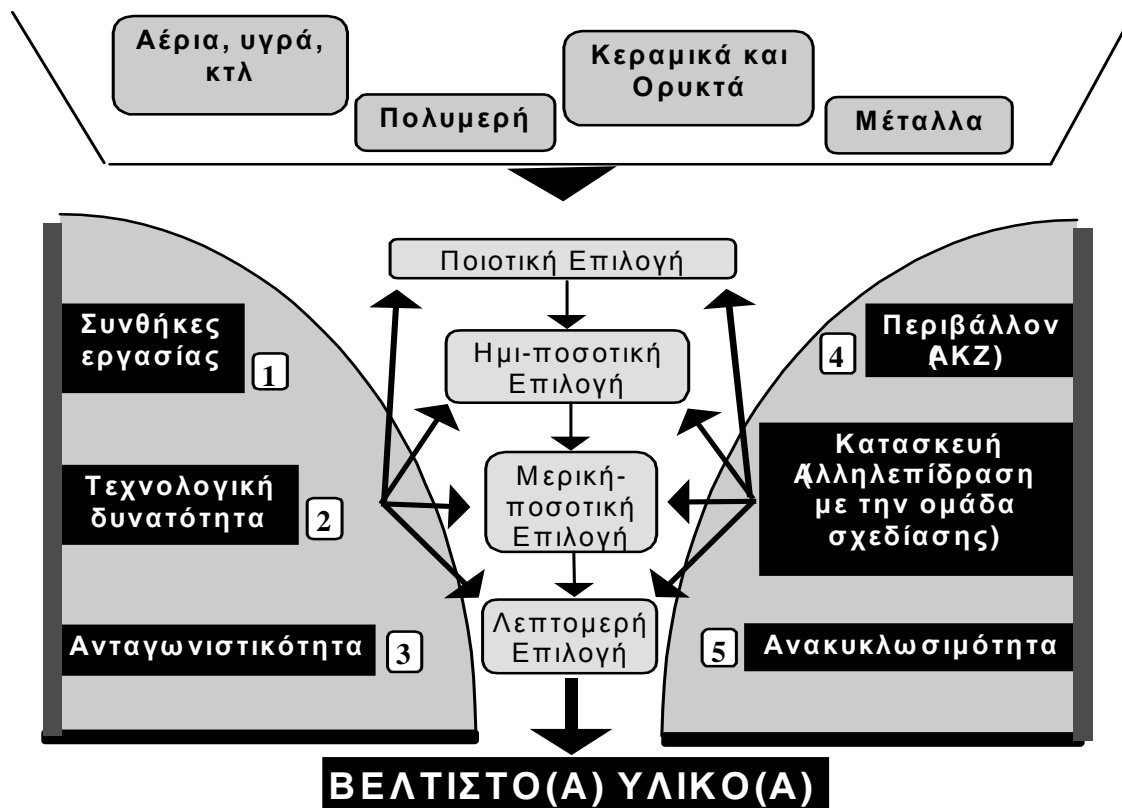 Αέρια, υγρά,
κτλ
Πολυμερή
Κεραμικά και
Ορυκτά
Μέταλλα
Ποιοτική Επιλογή
Ημι-ποσοτική
Επιλογή
Μερική-
ποσοτική
Επιλογή
Λεπτομερή
Επιλογή
Συνθήκες
εργασίας
1
Τεχνολογική
δυνατότητα
2
Ανταγωνιστικότητα
3
4
Περιβάλλον
(ΑΚΖ)
Κατασκευή
(Αλληλεπίδραση
με την ομάδα
σχεδίασης)
5
Ανακυκλωσιμότητα
ΒΕΛΤΙΣΤΟ(Α) ΥΛΙΚΟ(Α)